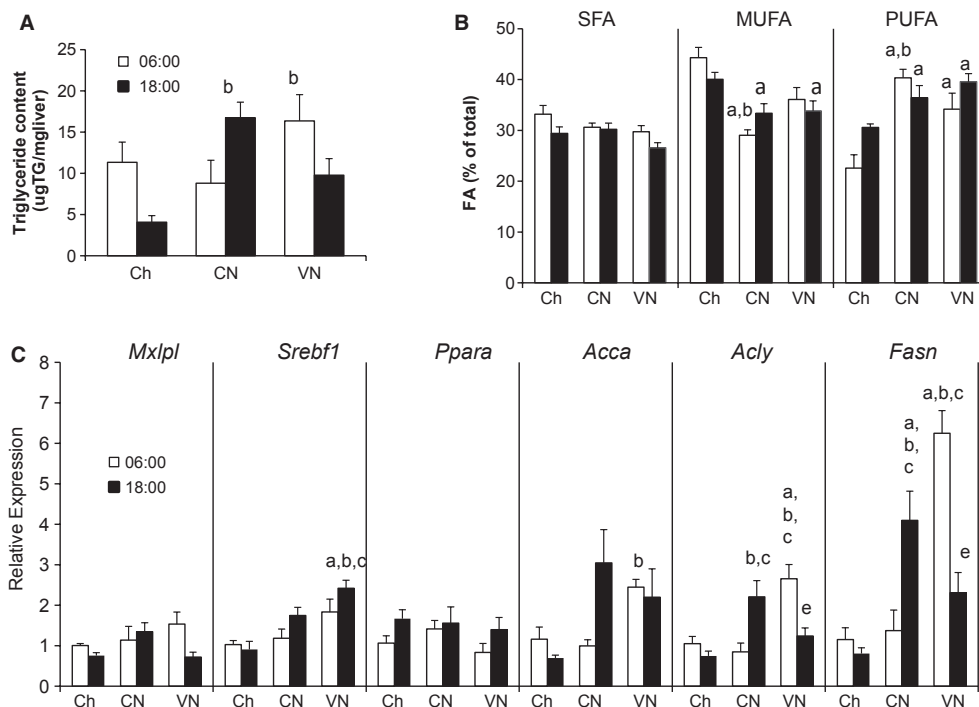 A
Triglyceride content
(ugTG/mgliver)
25
20
15
10
5
0
06:00
18:00
b
b
Ch
CN
VN
B
SFA
MUFA
PUFA
FA (% of total)
50
40
30
20
10
0
a,b
a
a
a,b
a
a
a
Ch
CN
VN
Ch
CN
VN
Ch
CN
VN
C
Mxlpl
Srebf1
Ppara
Acca
Acly
Fasn
Relative Expression
8
7
6
5
4
3
2
1
0
06:00
18:00
a,b,c
b
b,c
a,
b,
c
e
a,
b,
c
a,b,c
e
Ch
CN
VN
Ch
CN
VN
Ch
CN
VN
Ch
CN
VN
Ch
CN
VN
Ch
CN
VN